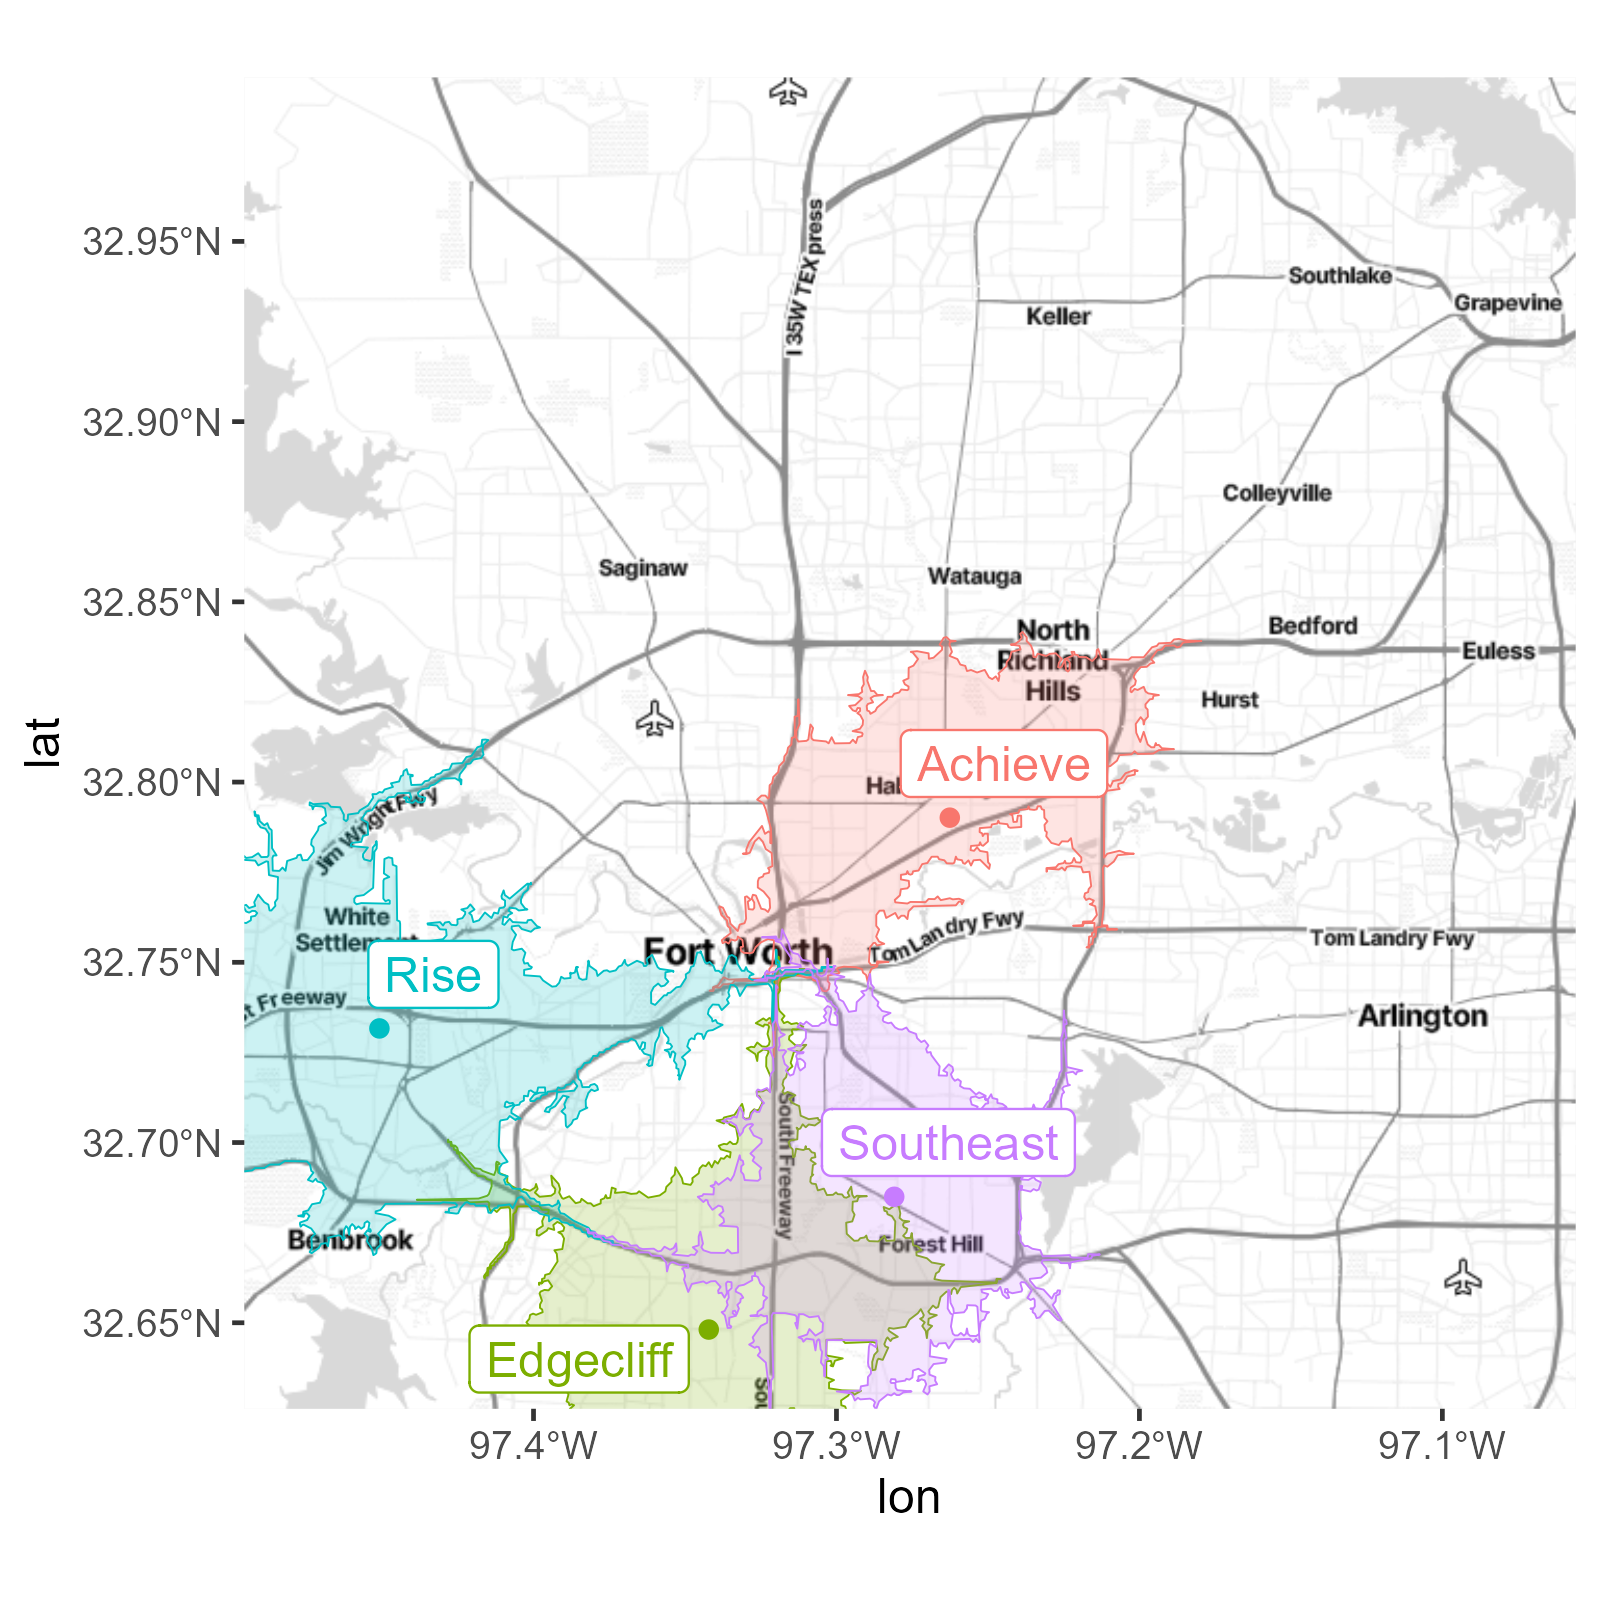 I 35W TEXpress
32.95°N
Southlake
Grapevine
Keller
32.90°N
Colleyville
Saginaw
Watauga
32.85°N
North
Richland
Hills
Bedford
Euless
Hurst
lat
Achieve
32.80°N
Jim Wright Fwy
White
Settlement
Fort Worth
Tom Landry Fwy
Tom Landry Fwy
32.75°N
Rise
Freeway
Arlington
32.70°N
South Freeway
Southeast
Benbrook
Forest Hill
32.65°N
Edgecliff
97.4°W
97.3°W
97.2°W
97.1°W
lon